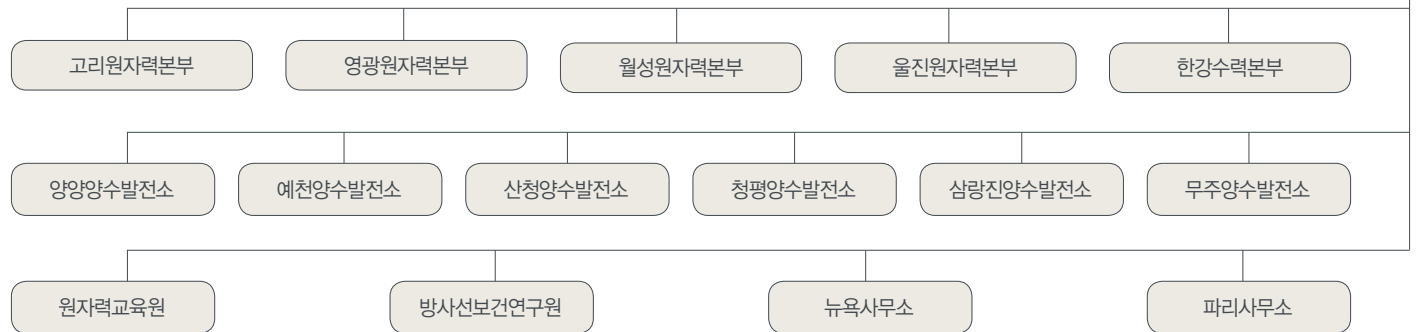 고리원자력본부
영광원자력본부
월성원자력본부
울진원자력본부
한강수력본부
양양양수발전소
예천양수발전소
산청양수발전소
청평양수발전소
삼랑진양수발전소
무주양수발전소
원자력교육원
방사선보건연구원
뉴욕사무소
파리사무소